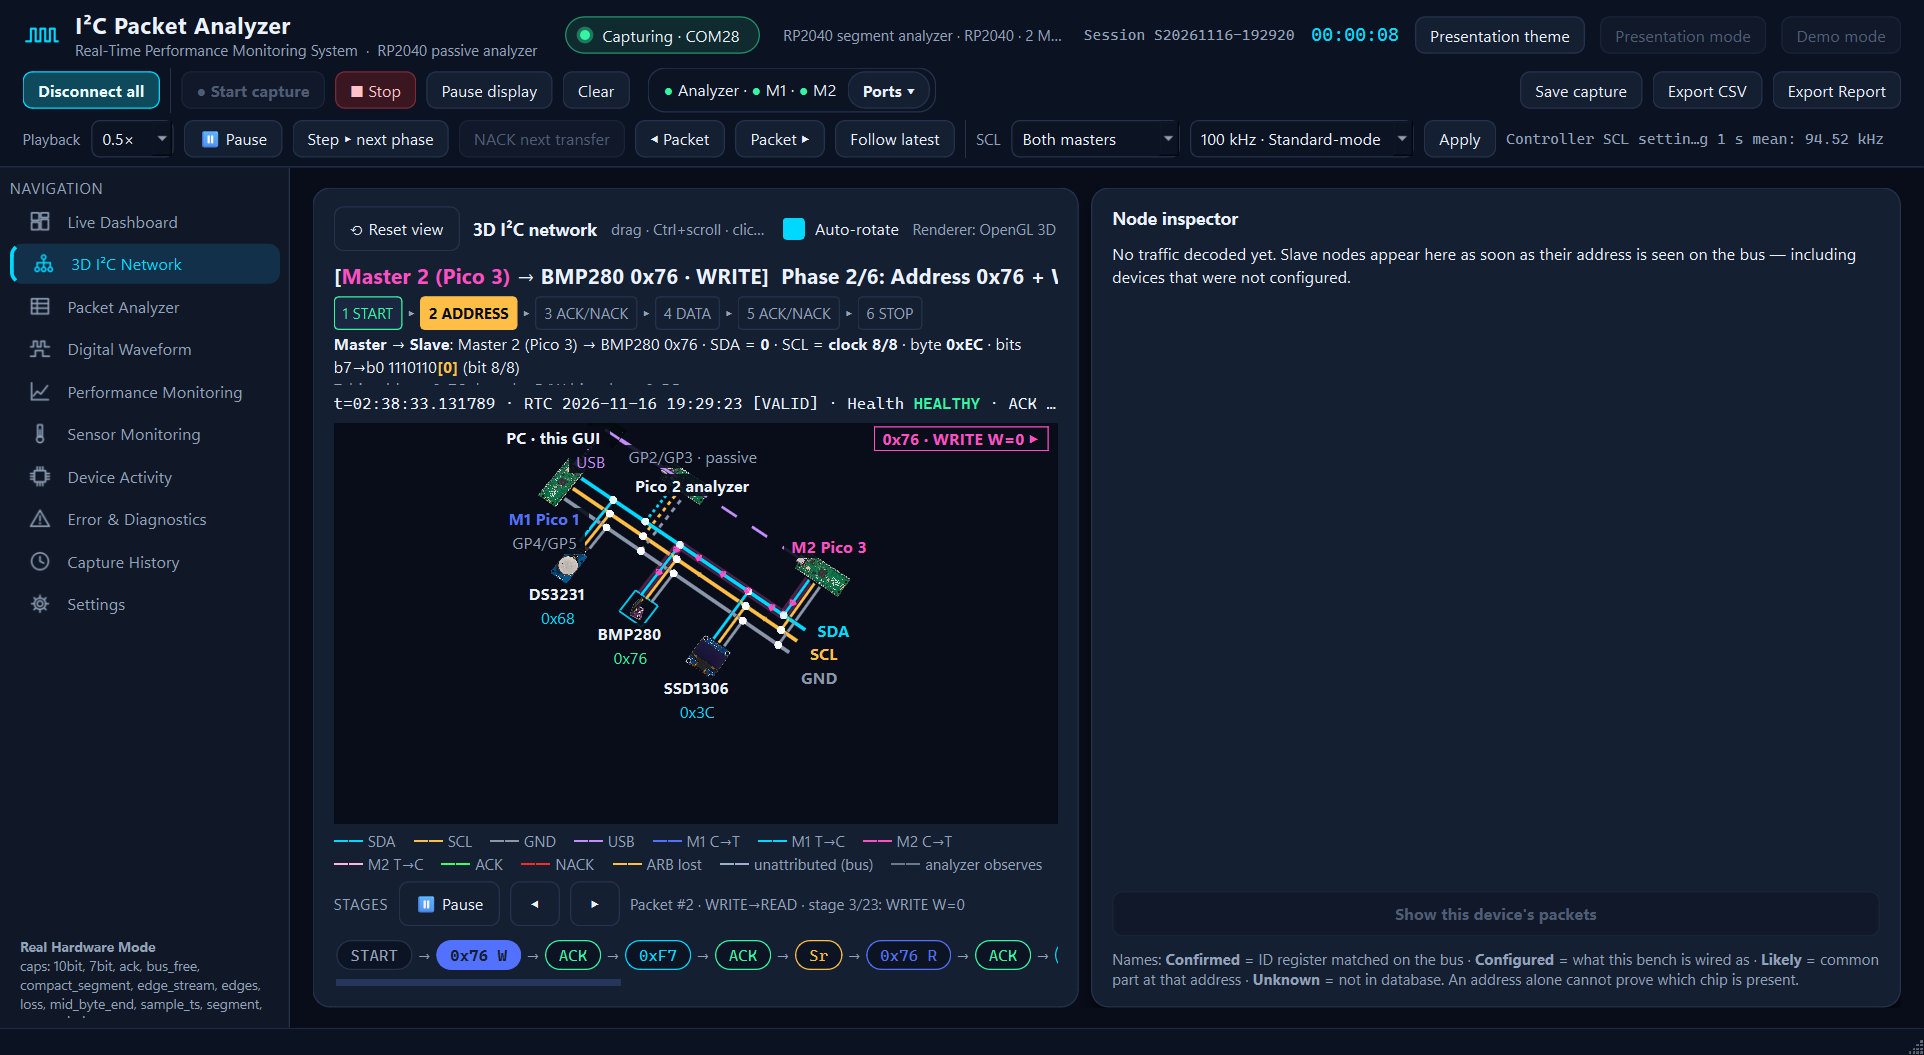 I²C Packet Analyzer
Real-Time Performance Monitoring System · RP2040 passive analyzer
Capturing · COM28
RP2040 segment analyzer · RP2040 · 2 M...
Session S20261116-192920
00:00:08
Presentation theme
Presentation mode
Demo mode
Disconnect all
● Start capture
■ Stop
Pause display
Clear
● Analyzer · ● M1 · ● M2
Ports ▾
Save capture
Export CSV
Export Report
Playback
0.5×
Pause
Step ▸ next phase
NACK next transfer
◂ Packet
Packet ▸
Follow latest
SCL
Both masters
100 kHz · Standard-mode
Apply
Controller SCL settin…g 1 s mean: 94.52 kHz
NAVIGATION
Live Dashboard
3D I²C Network
Packet Analyzer
Digital Waveform
Performance Monitoring
Sensor Monitoring
Device Activity
Error & Diagnostics
Capture History
Settings
Real Hardware Mode
caps: 10bit, 7bit, ack, bus_free,
compact_segment, edge_stream, edges,
loss, mid_byte_end, sample_ts, segment,
⟲ Reset view
3D I²C network
drag · Ctrl+scroll · clic...
Auto-rotate
Renderer: OpenGL 3D
[Master 2 (Pico 3) → BMP280 0x76 · WRITE] Phase 2/6: Address 0x76 +
1 START ▸ 2 ADDRESS ▸ 3 ACK/NACK ▸ 4 DATA ▸ 5 ACK/NACK ▸ 6 STOP
Master → Slave: Master 2 (Pico 3) → BMP280 0x76 · SDA = 0 · SCL = clock 8/8 · byte 0xEC · bits
b7→b0 1110110[0] (bit 8/8)
t=02:38:33.131789 · RTC 2026-11-16 19:29:23 [VALID] · Health HEALTHY · ACK …
PC · this GUI
0x76 · WRITE W=0 ▸
USB
GP2/GP3 · passive
Pico 2 analyzer
M1 Pico 1
GP4/GP5
M2 Pico 3
DS3231
0x68
BMP280
0x76
SDA
SCL
GND
SSD1306
0x3C
SDA
SCL
GND
USB
M1 C→T
M1 T→C
M2 C→T
M2 T→C
ACK
NACK
ARB lost
unattributed (bus)
analyzer observes
STAGES
Pause
◂
▸
Packet #2 · WRITE→READ · stage 3/23: WRITE W=0
START → 0x76 W → ACK → 0xF7 → ACK → Sr → 0x76 R → ACK →
Node inspector
No traffic decoded yet. Slave nodes appear here as soon as their address is seen on the bus — including
devices that were not configured.
Show this device's packets
Names: Confirmed = ID register matched on the bus · Configured = what this bench is wired as · Likely = common
part at that address · Unknown = not in database. An address alone cannot prove which chip is present.